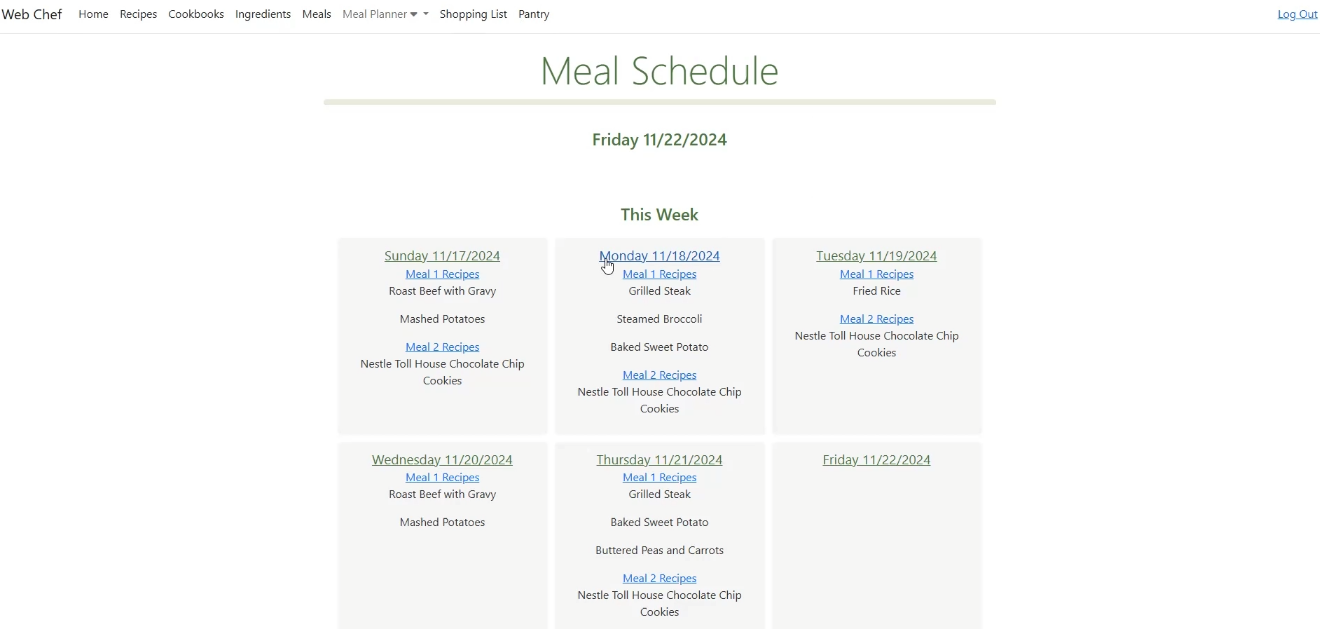 Web Chef Home Recipes Cookbooks Ingredients Meals Meal Planner Shopping List Pantry Log Out
Meal Schedule
Friday 11/22/2024
This Week
Sunday 11/17/2024
Meal 1 Recipes
Roast Beef with Gravy
Mashed Potatoes
Meal 2 Recipes
Nestle Toll House Chocolate Chip
Cookies
Monday 11/18/2024
Meal 1 Recipes
Grilled Steak
Steamed Broccoli
Baked Sweet Potato
Meal 2 Recipes
Nestle Toll House Chocolate Chip
Cookies
Tuesday 11/19/2024
Meal 1 Recipes
Fried Rice
Meal 2 Recipes
Nestle Toll House Chocolate Chip
Cookies
Wednesday 11/20/2024
Meal 1 Recipes
Roast Beef with Gravy
Mashed Potatoes
Thursday 11/21/2024
Meal 1 Recipes
Grilled Steak
Baked Sweet Potato
Buttered Peas and Carrots
Meal 2 Recipes
Nestle Toll House Chocolate Chip
Cookies
Friday 11/22/2024